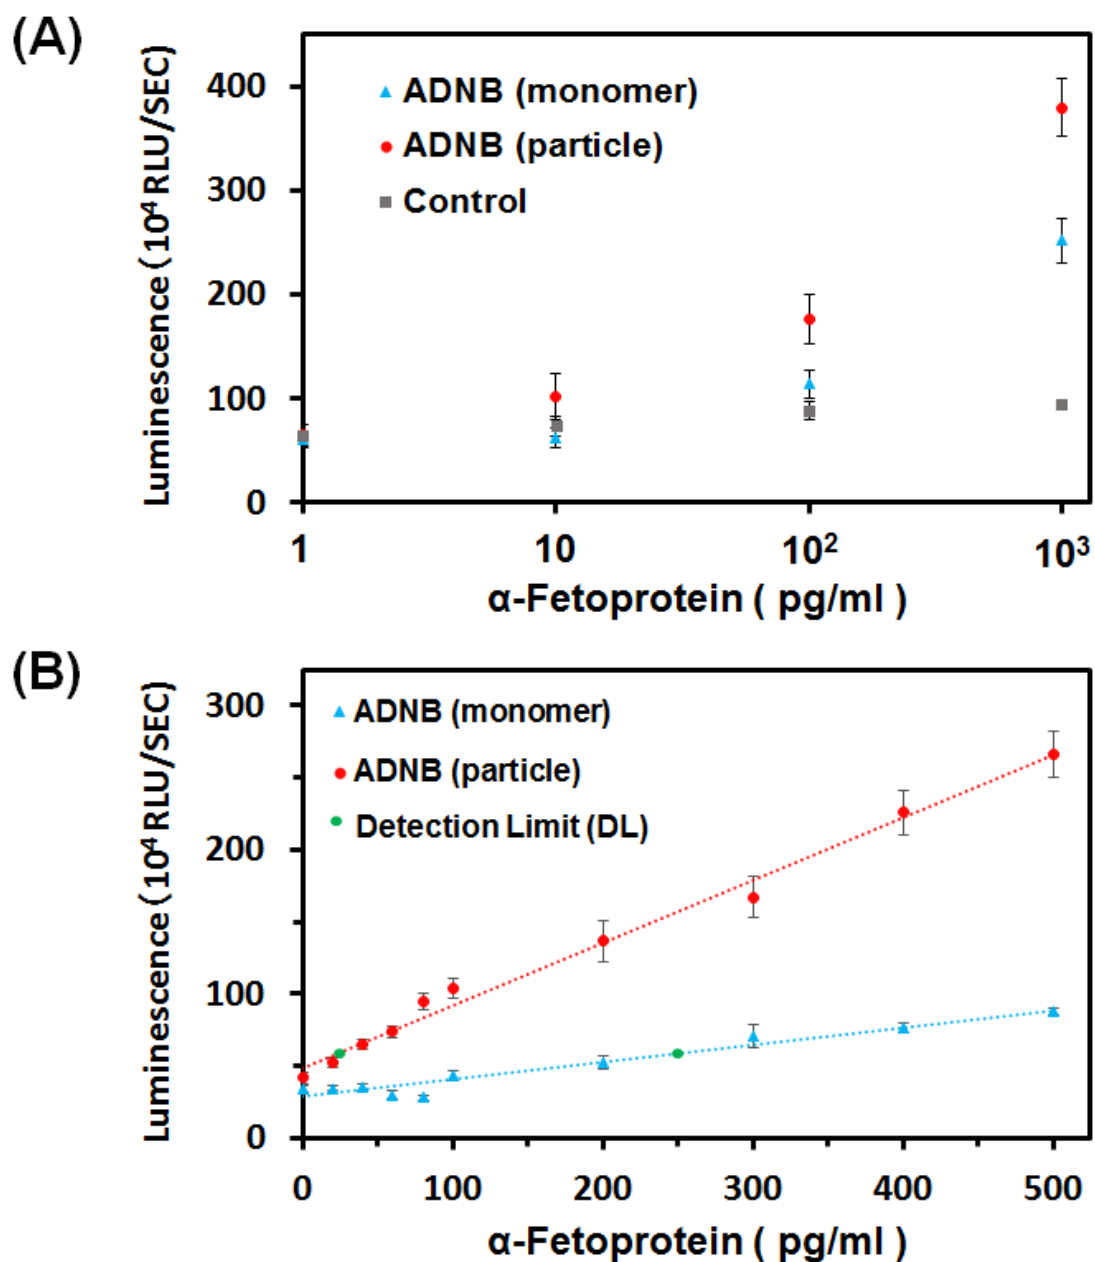 (A)
Luminescence (10⁴ RLU/SEC)
400
300
200
100
0
ADNB (monomer)
ADNB (particle)
Control
1 10 10² 10³
α-Fetoprotein ( pg/ml )
(B)
Luminescence (10⁴ RLU/SEC)
300
200
100
0
ADNB (monomer)
ADNB (particle)
Detection Limit (DL)
0 100 200 300 400 500
α-Fetoprotein ( pg/ml )